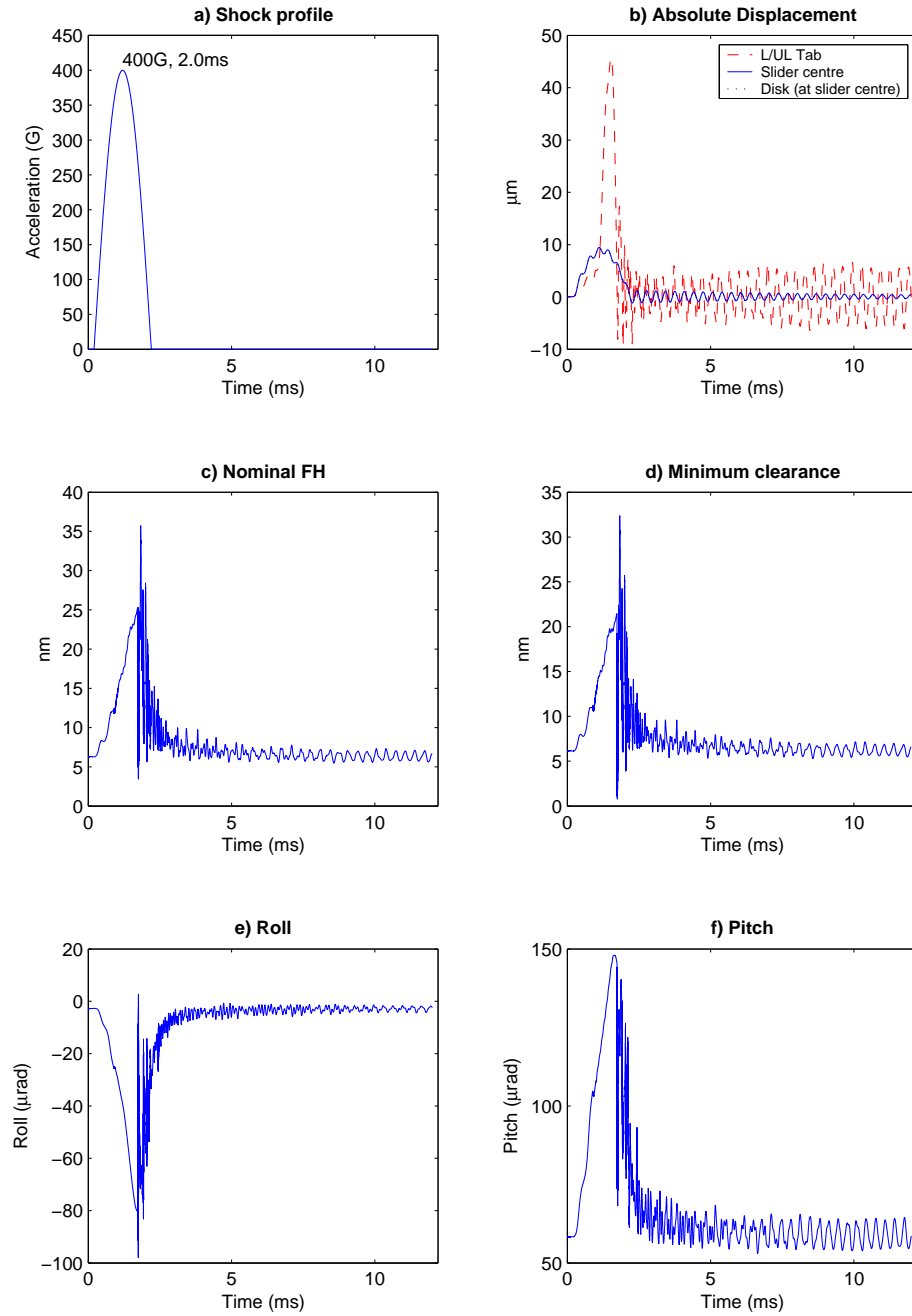 a) Shock profile
450
400
350
300
250
200
150
100
50
0
0
5
10
Acceleration (G)
Time (ms)
400G, 2.0ms
b) Absolute Displacement
50
40
30
20
10
0
−10
0
5
10
μm
Time (ms)
L/UL Tab
Slider centre
Disk (at slider centre)
c) Nominal FH
40
35
30
25
20
15
10
5
0
0
5
10
nm
Time (ms)
d) Minimum clearance
35
30
25
20
15
10
5
0
0
5
10
nm
Time (ms)
e) Roll
20
0
−20
−40
−60
−80
−100
0
5
10
Roll (μrad)
Time (ms)
f) Pitch
150
100
50
0
5
10
Pitch (μrad)
Time (ms)